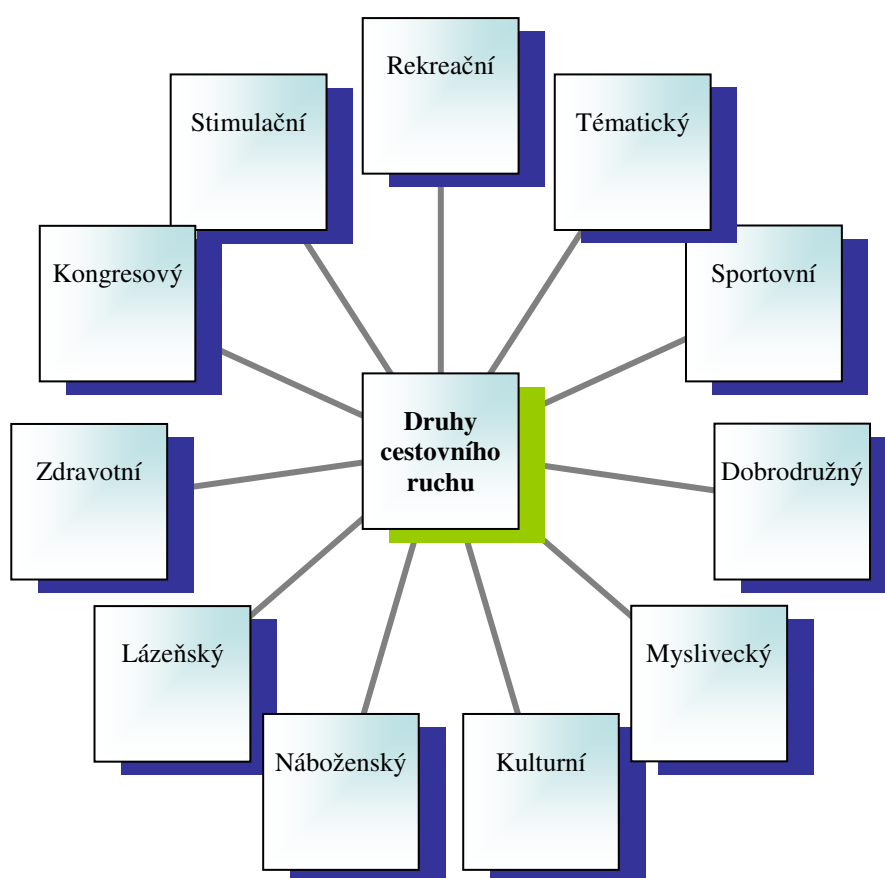 Rekreační
Tématický
Sportovní
Dobrodružný
Myslivecký
Kulturní
Náboženský
Lázeňský
Zdravotní
Kongresový
Stimulační
Druhy
cestovního
ruchu